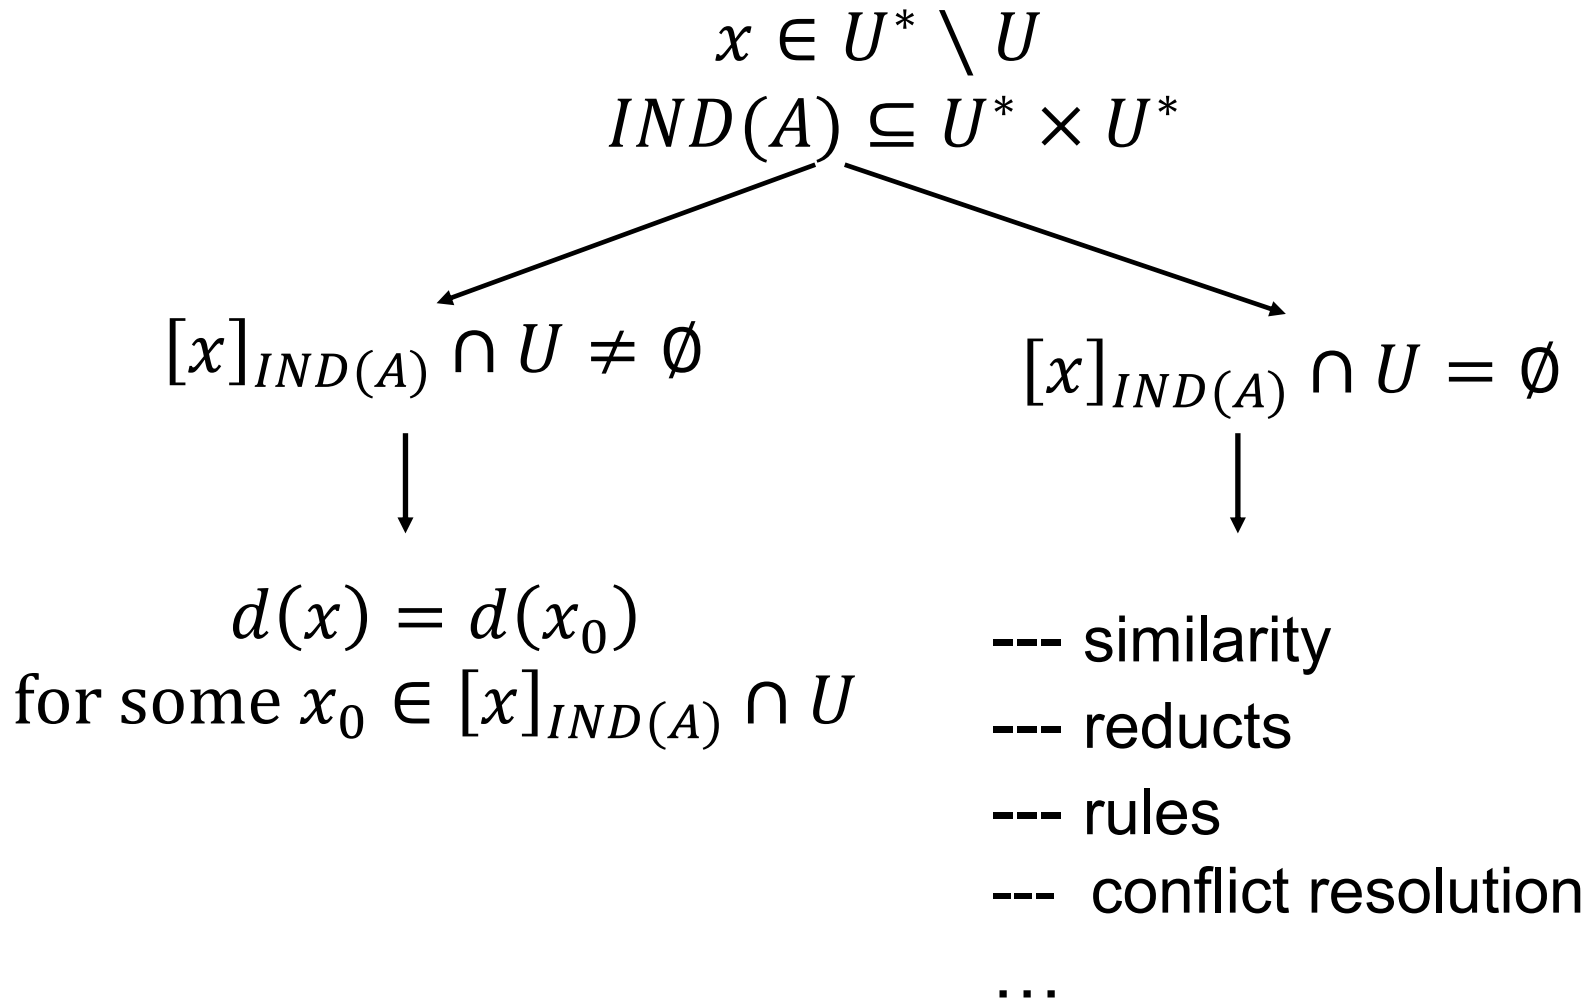 x ∈ U* \ U
IND(A) ⊆ U* × U*
[x]_{IND(A)} ∩ U ≠ ∅
[x]_{IND(A)} ∩ U = ∅
d(x) = d(x_0)
for some x_0 ∈ [x]_{IND(A)} ∩ U
--- similarity
--- reducts
--- rules
--- conflict resolution
...